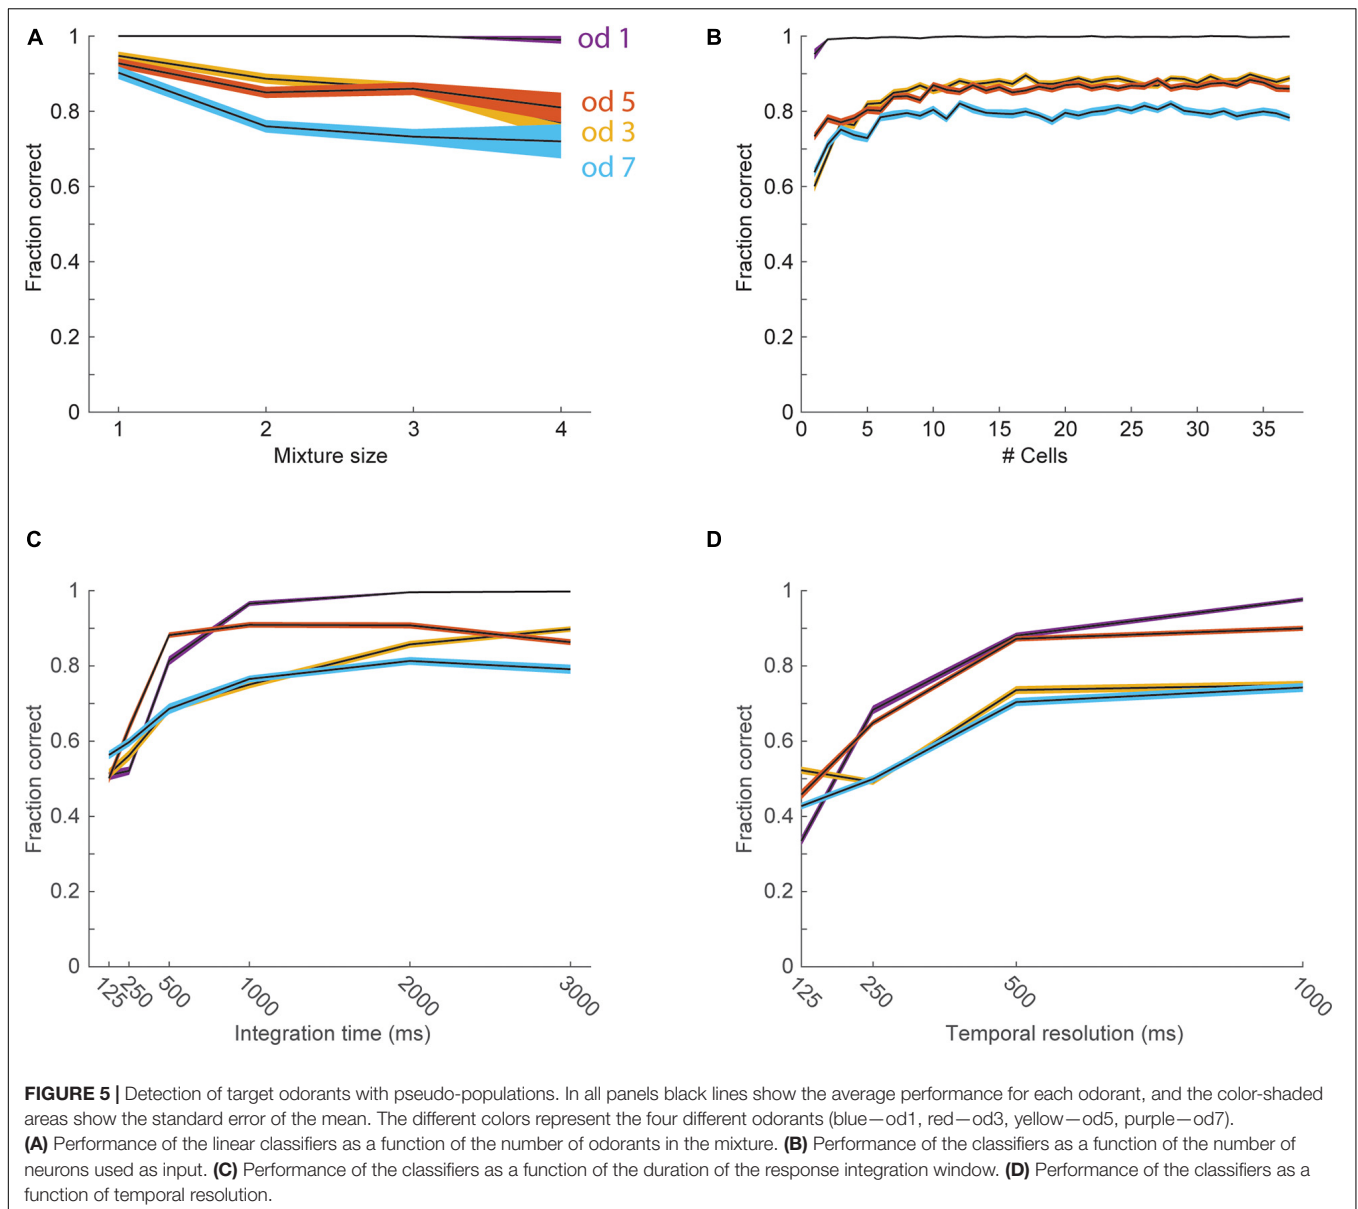 A
1
0.8
0.6
0.4
0.2
0
Fraction correct
1 2 3 4
Mixture size
od 1
od 5
od 3
od 7
B
1
0.8
0.6
0.4
0.2
0
Fraction correct
0 5 10 15 20 25 30 35
# Cells
C
1
0.8
0.6
0.4
0.2
0
Fraction correct
125 250 500 1000 2000 3000
Integration time (ms)
D
1
0.8
0.6
0.4
0.2
0
Fraction correct
125 250 500 1000
Temporal resolution (ms)
FIGURE 5 | Detection of target odorants with pseudo-populations. In all panels black lines show the average performance for each odorant, and the color-shaded
areas show the standard error of the mean. The different colors represent the four different odorants (blue—od1, red—od3, yellow—od5, purple—od7).
(A) Performance of the linear classifiers as a function of the number of odorants in the mixture. (B) Performance of the classifiers as a function of the number of
neurons used as input. (C) Performance of the classifiers as a function of the duration of the response integration window. (D) Performance of the classifiers as a
function of temporal resolution.